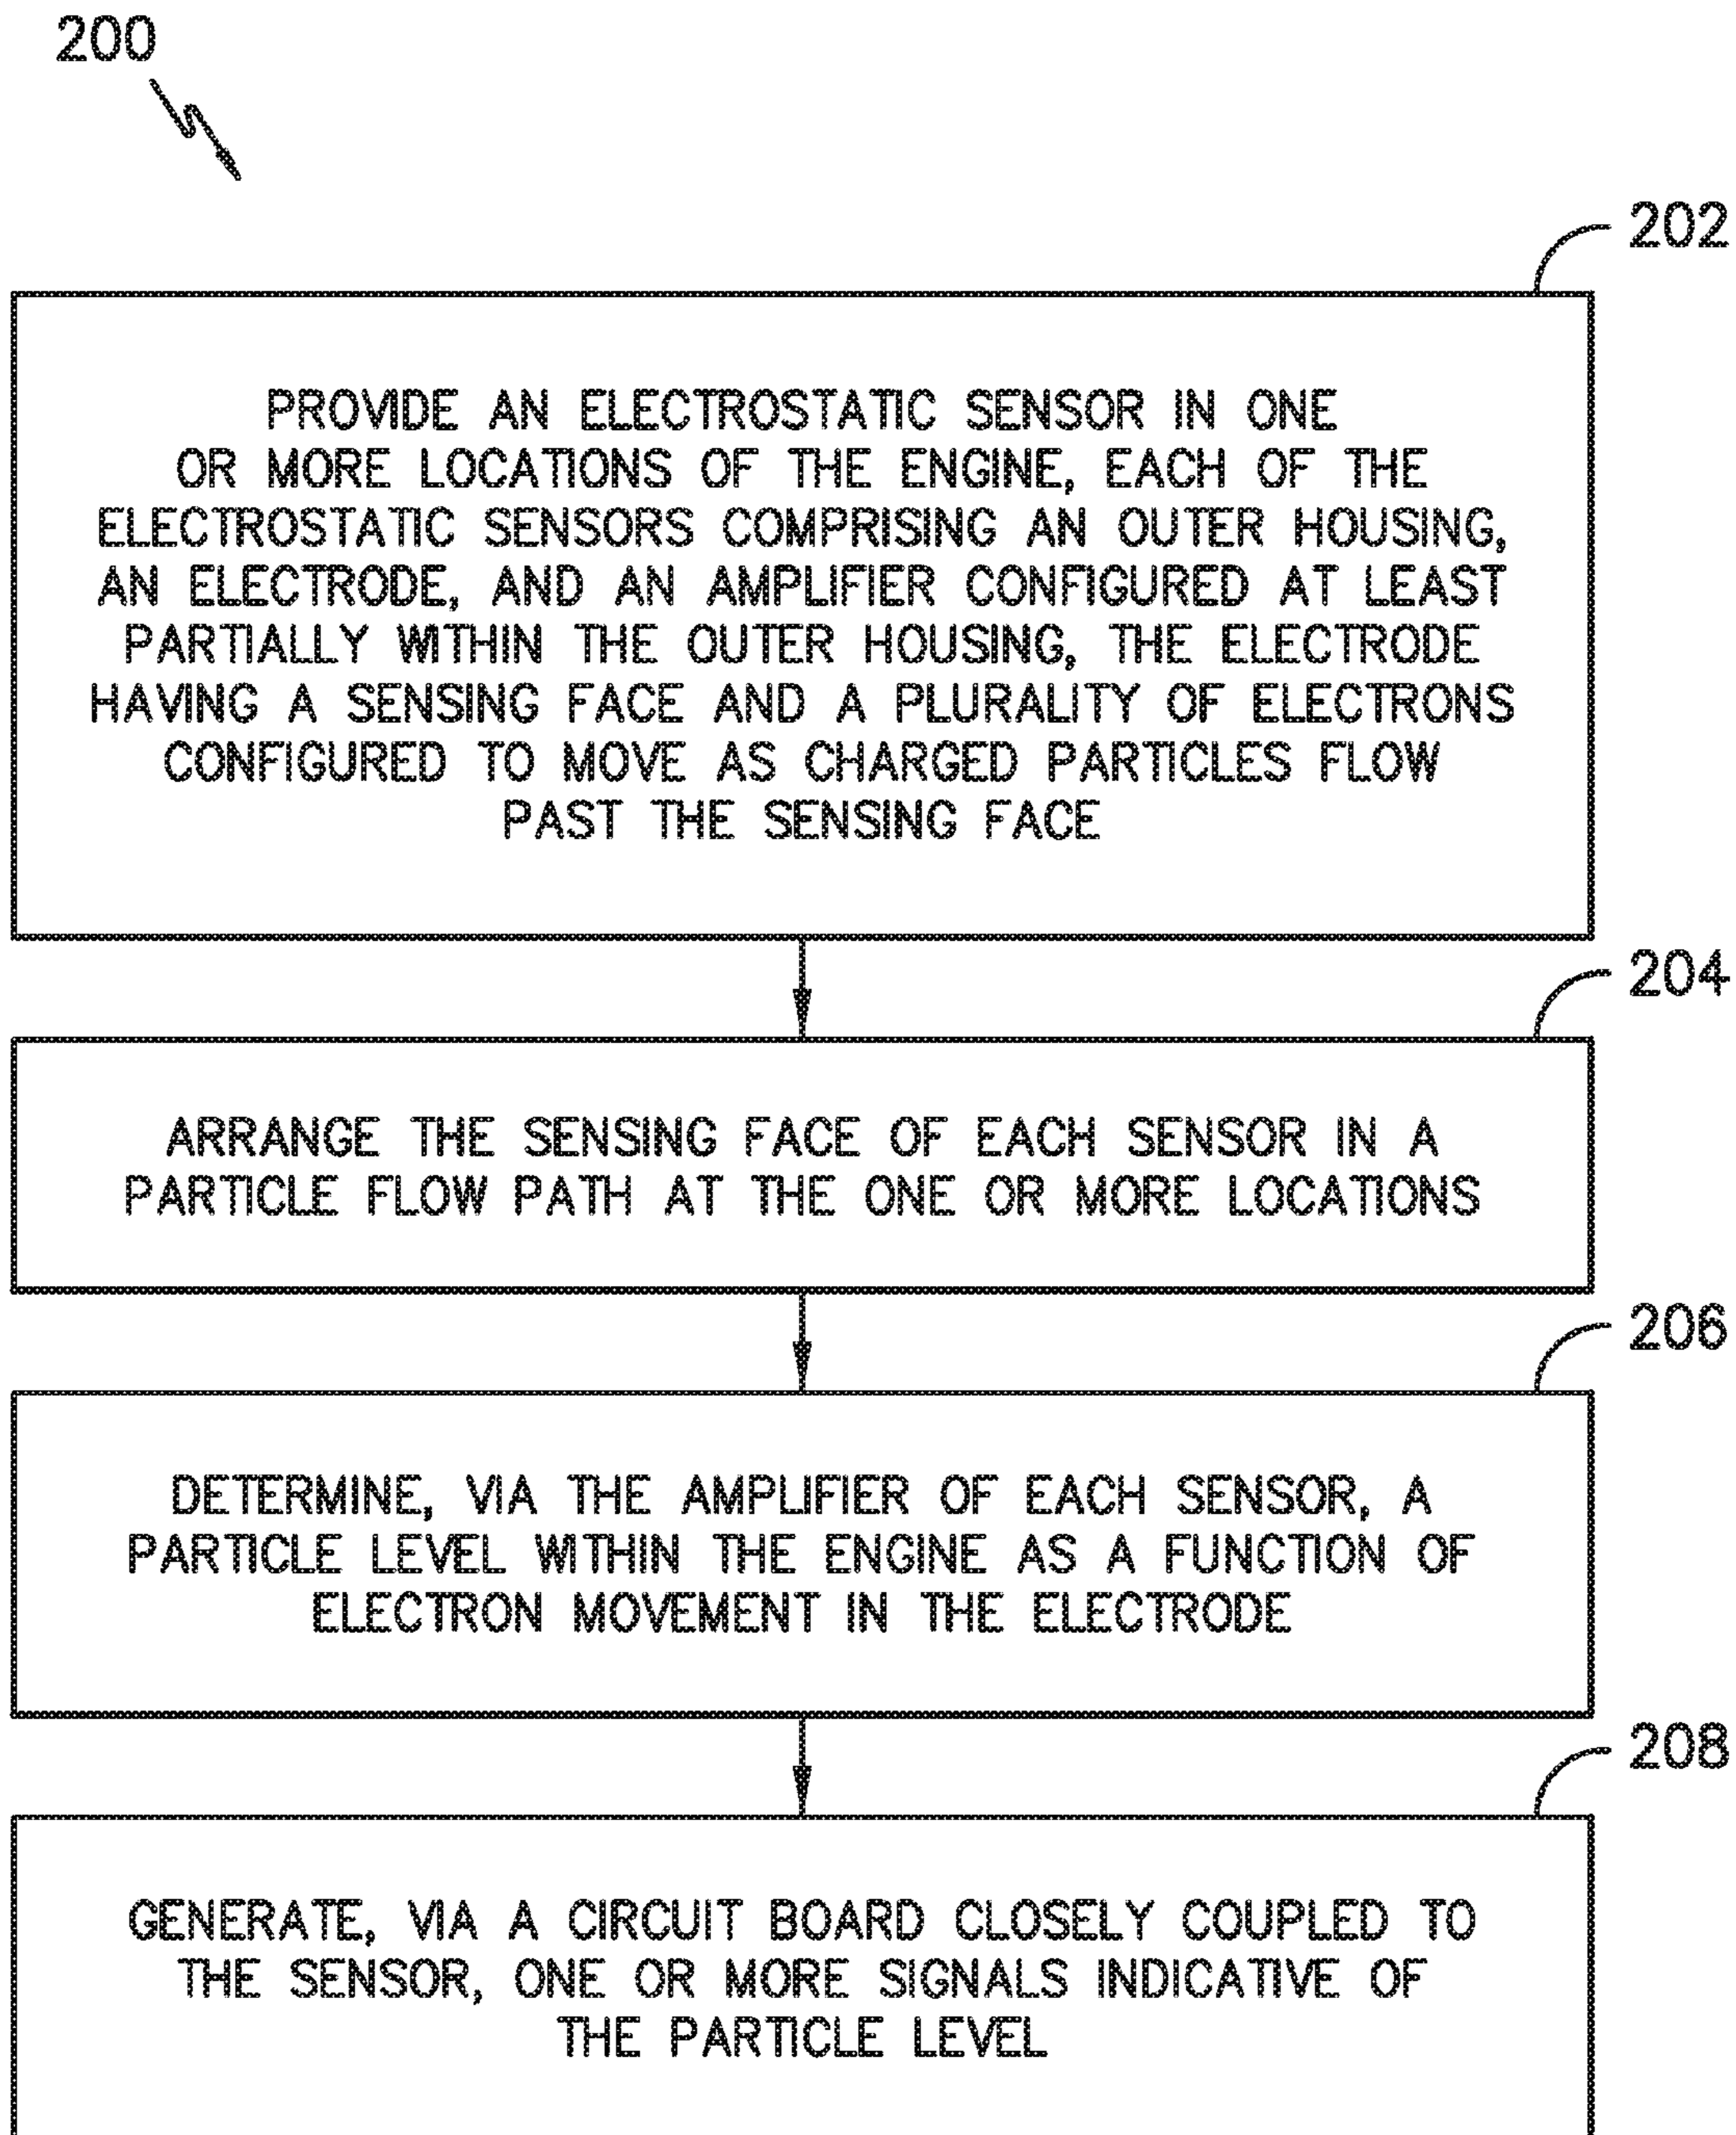 200
202
PROVIDE AN ELECTROSTATIC SENSOR IN ONE
OR MORE LOCATIONS OF THE ENGINE, EACH OF THE
ELECTROSTATIC SENSORS COMPRISING AN OUTER HOUSING,
AN ELECTRODE, AND AN AMPLIFIER CONFIGURED AT LEAST
PARTIALLY WITHIN THE OUTER HOUSING, THE ELECTRODE
HAVING A SENSING FACE AND A PLURALITY OF ELECTRONS
CONFIGURED TO MOVE AS CHARGED PARTICLES FLOW
PAST THE SENSING FACE
204
ARRANGE THE SENSING FACE OF EACH SENSOR IN A
PARTICLE FLOW PATH AT THE ONE OR MORE LOCATIONS
206
DETERMINE, VIA THE AMPLIFIER OF EACH SENSOR, A
PARTICLE LEVEL WITHIN THE ENGINE AS A FUNCTION OF
ELECTRON MOVEMENT IN THE ELECTRODE
208
GENERATE, VIA A CIRCUIT BOARD CLOSELY COUPLED TO
THE SENSOR, ONE OR MORE SIGNALS INDICATIVE OF
THE PARTICLE LEVEL